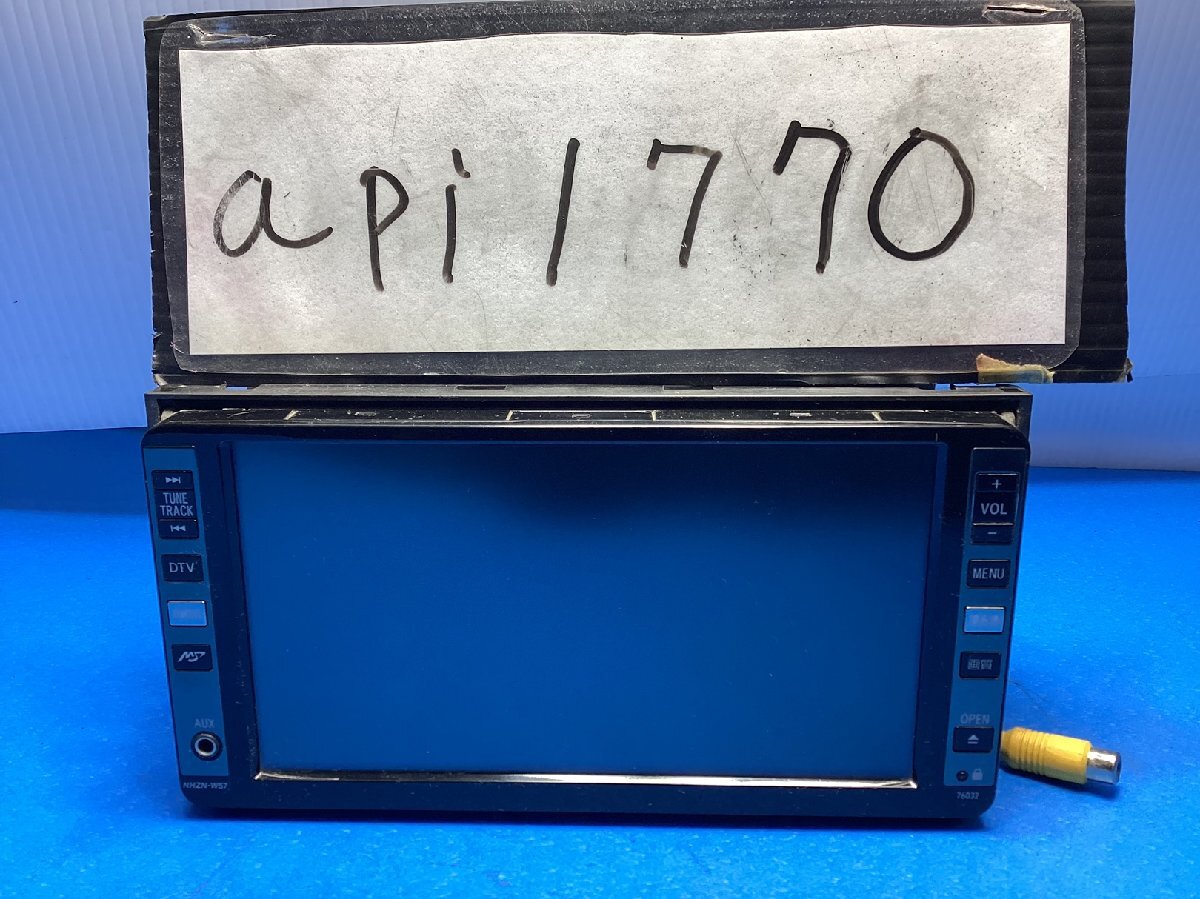 api1770
TUNE
TRACK
DTV
AUX
NHZN-W57
+
VOL
-
MENU
OPEN
76032